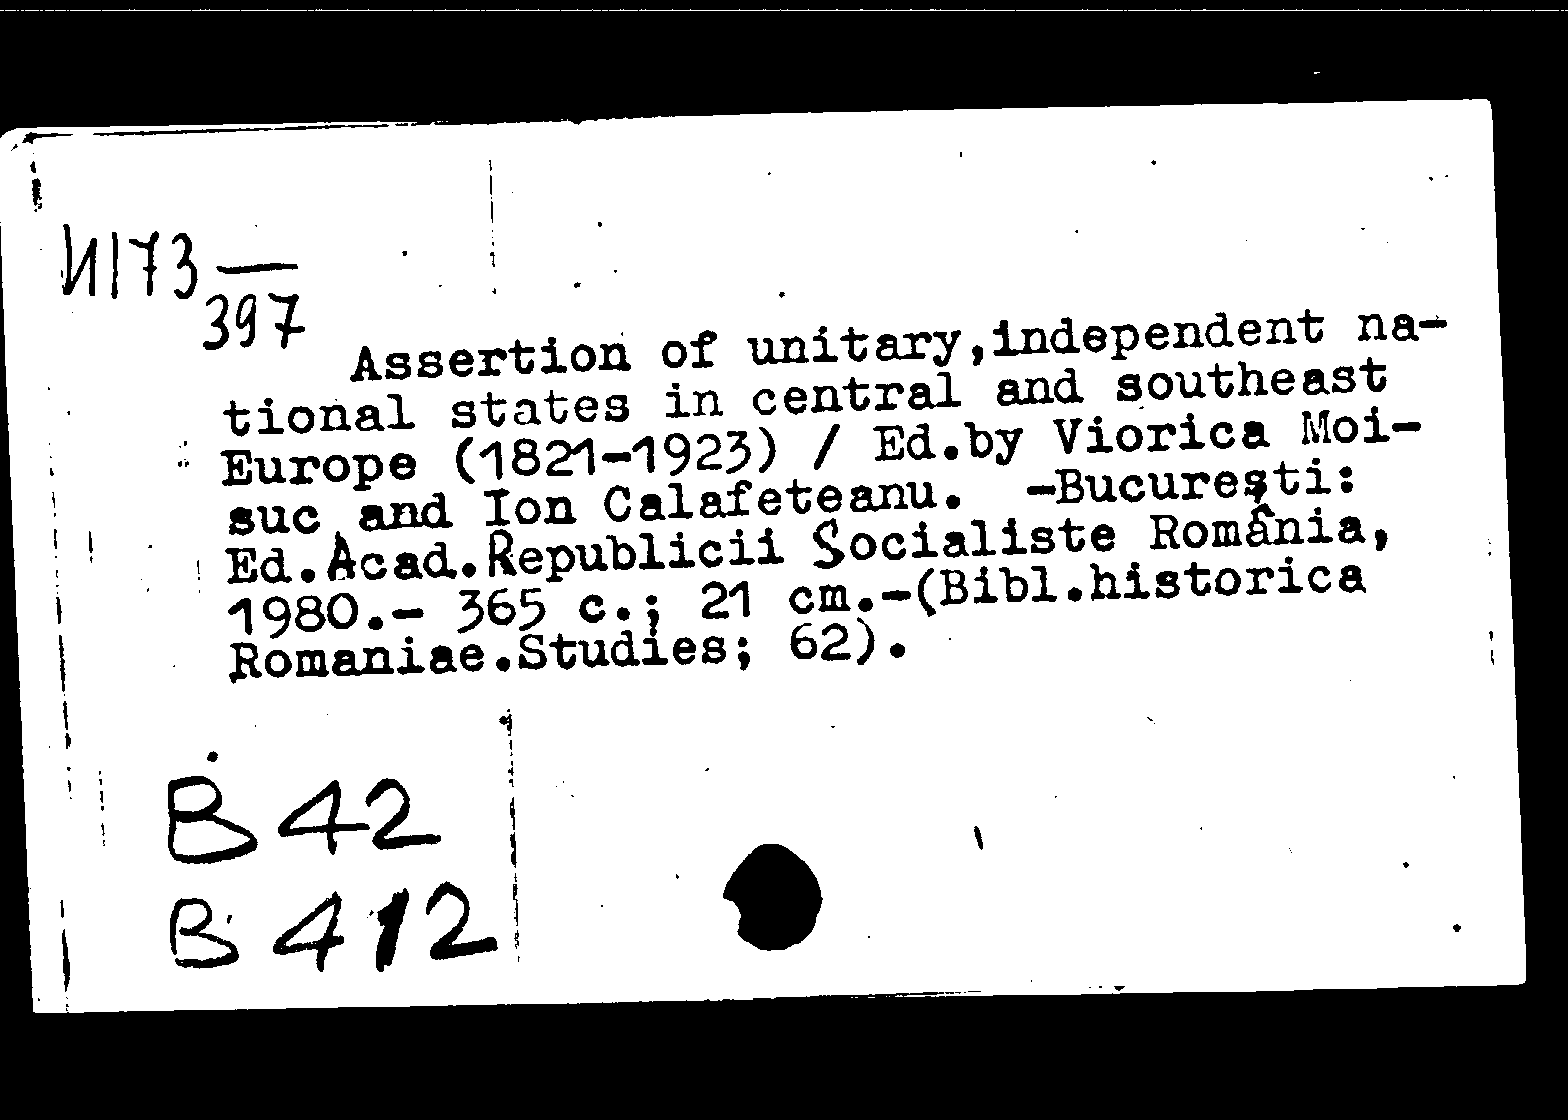 И173 —
397
Assertion of unitary,independent na-
tional states in central and southeast
Europe (1821-1923) / Ed.by Viorica Moi-
suc and Ion Calafeteanu. -Bucureşti:
Ed.Acad.Republicii Socialiste România,
1980.- 365 c.; 21 cm.-(Bibl.historica
Romaniae.Studies; 62).
B 42
B 412